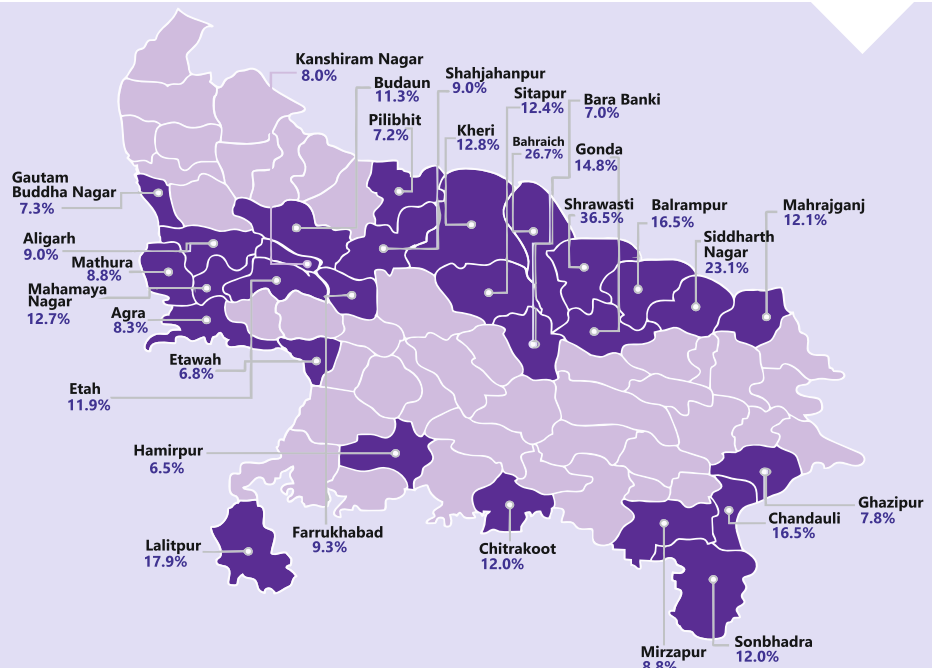 Kanshiram Nagar
8.0%
Budaun
11.3%
Shahjahanpur
9.0%
Sitapur
12.4%
Bara Banki
7.0%
Pilibhit
7.2%
Kheri
12.8%
Bahraich
26.7%
Gonda
14.8%
Gautam
Buddha Nagar
7.3%
Shrawasti
36.5%
Balrampur
16.5%
Mahrajganj
12.1%
Aligarh
9.0%
Siddharth
Nagar
23.1%
Mathura
8.8%
Mahamaya
Nagar
12.7%
Agra
8.3%
Etawah
6.8%
Etah
11.9%
Hamirpur
6.5%
Ghazipur
7.8%
Chandauli
16.5%
Farrukhabad
9.3%
Lalitpur
17.9%
Chitrakoot
12.0%
Sonbhadra
12.0%
Mirzapur
8.8%